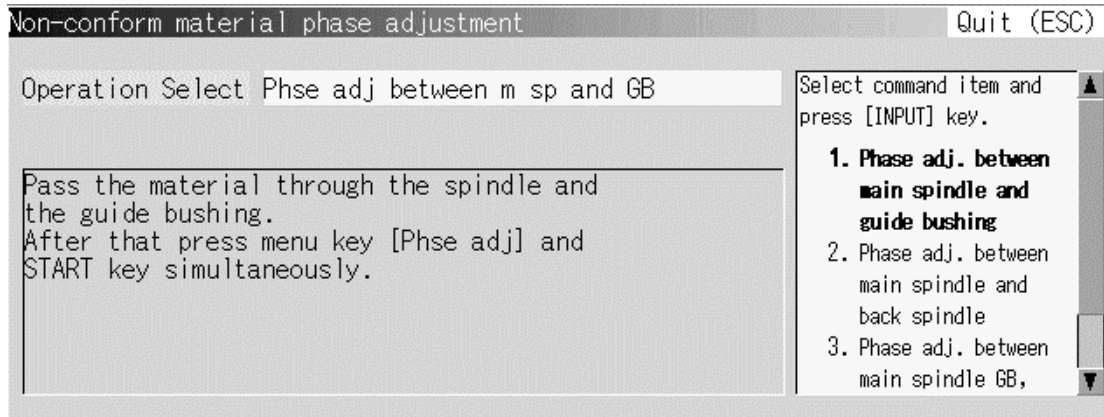 Non-conform material phase adjustment
Quit (ESC)
Operation Select Phse adj between m sp and GB
Pass the material through the spindle and
the guide bushing.
After that press menu key [Phse adj] and
START key simultaneously.
Select command item and
press [INPUT] key.
1. Phase adj. between
main spindle and
guide bushing
2. Phase adj. between
main spindle and
back spindle
3. Phase adj. between
main spindle GB,